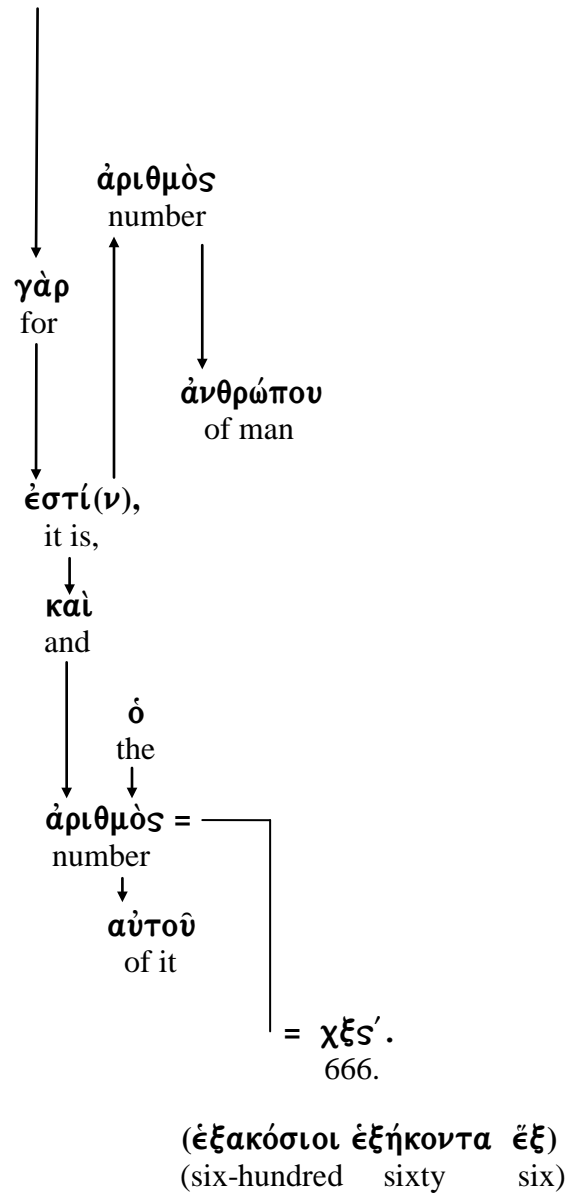 ἀριθμὸς
number
γὰρ
for
ἀνθρώπου
of man
ἐστί(ν),
it is,
καὶ
and
ὁ
the
ἀριθμὸς =
number
αὐτοῦ
of it
= χξς′.
666.
(ἑξακόσιοι ἑξήκοντα ἕξ)
(six-hundred sixty six)